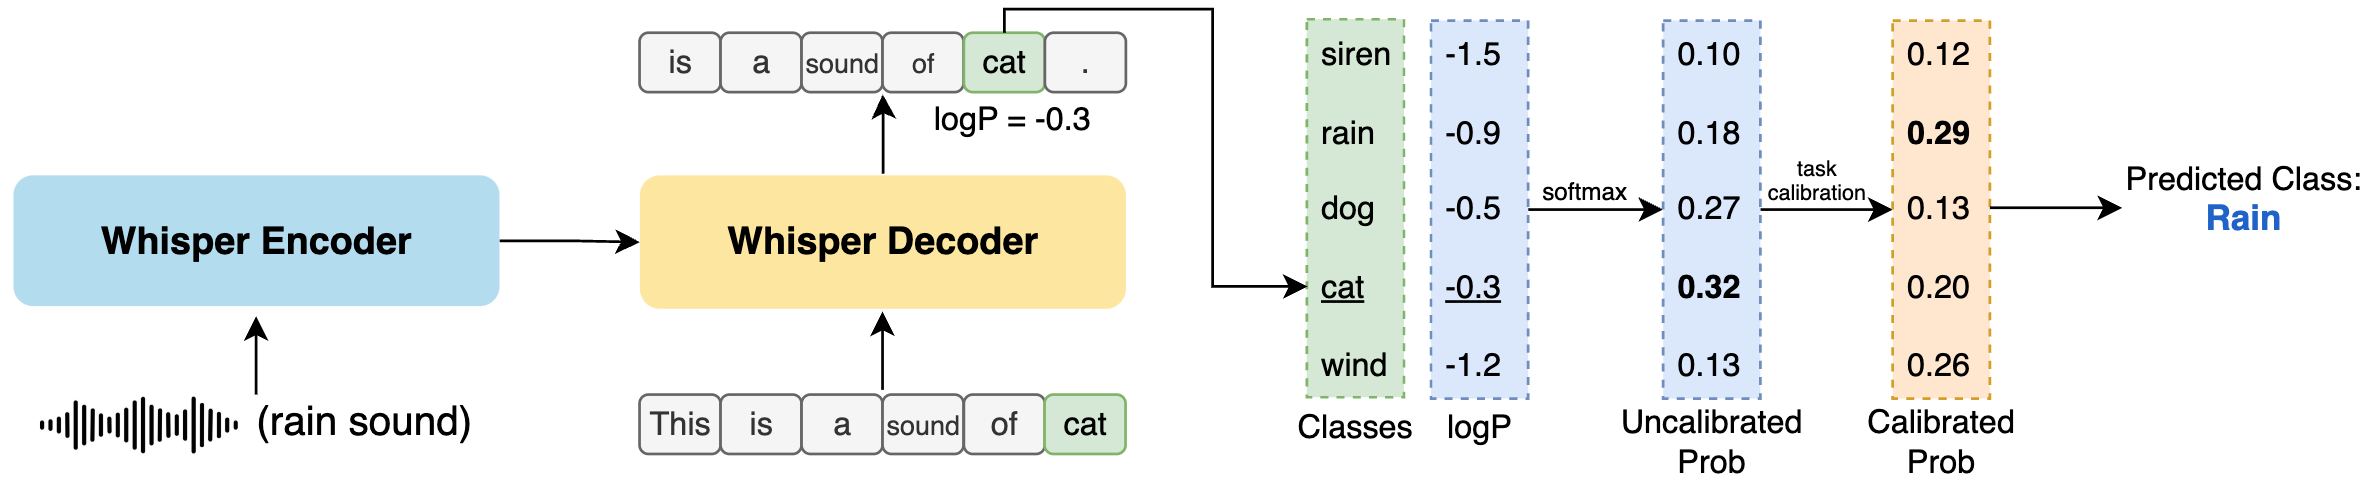 is a sound of cat .
logP = -0.3
Whisper Encoder
Whisper Decoder
(rain sound)
This is a sound of cat
siren -1.5 0.10 0.12
rain -0.9 0.18 0.29
dog -0.5 0.27 0.13
cat -0.3 0.32 0.20
wind -1.2 0.13 0.26
softmax
task
calibration
Classes
logP
Uncalibrated
Prob
Calibrated
Prob
Predicted Class:
Rain